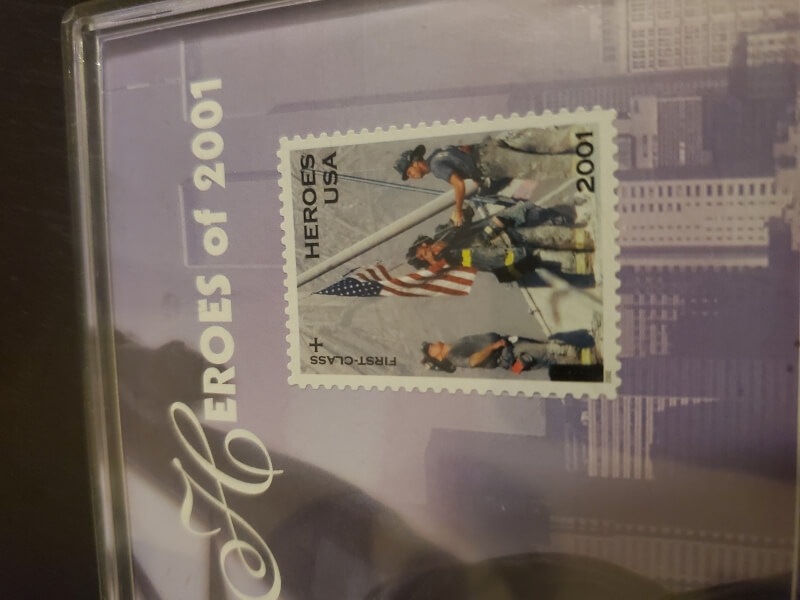 HEROES of 2001
HEROES
USA
FIRST-CLASS
+
2001